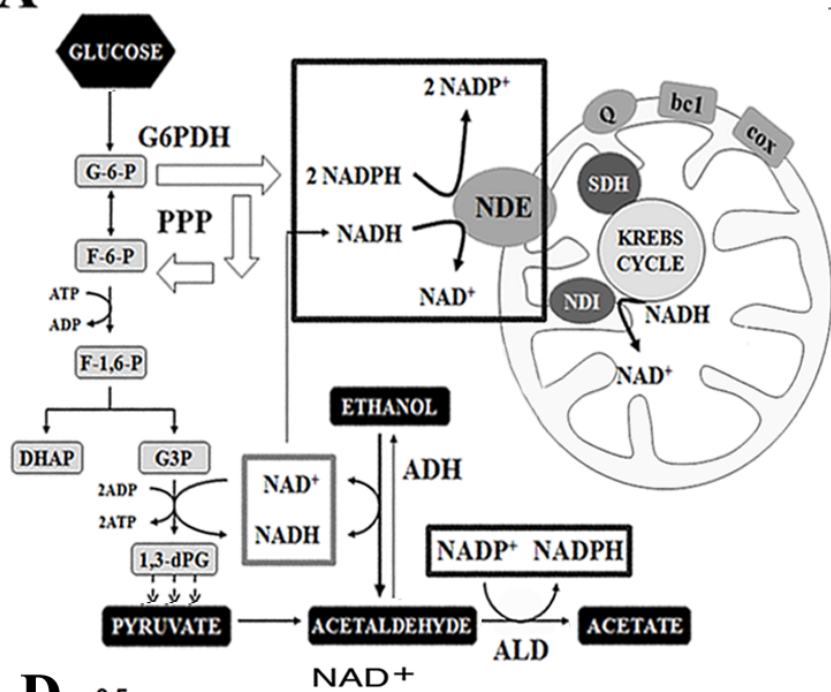 GLUCOSE
2 NADP+
Q
bc1
cox
G6PDH
G-6-P
2 NADPH
SDH
PPP
NADH
NDE
KREBS
CYCLE
F-6-P
ATP
ADP
NAD+
NDI
NADH
F-1,6-P
NAD+
ETHANOL
DHAP
G3P
ADH
2ADP
NAD+
2ATP
NADH
NADP+ NADPH
1,3-dPG
PYRUVATE
ACETALDEHYDE
ACETATE
ALD
NAD+